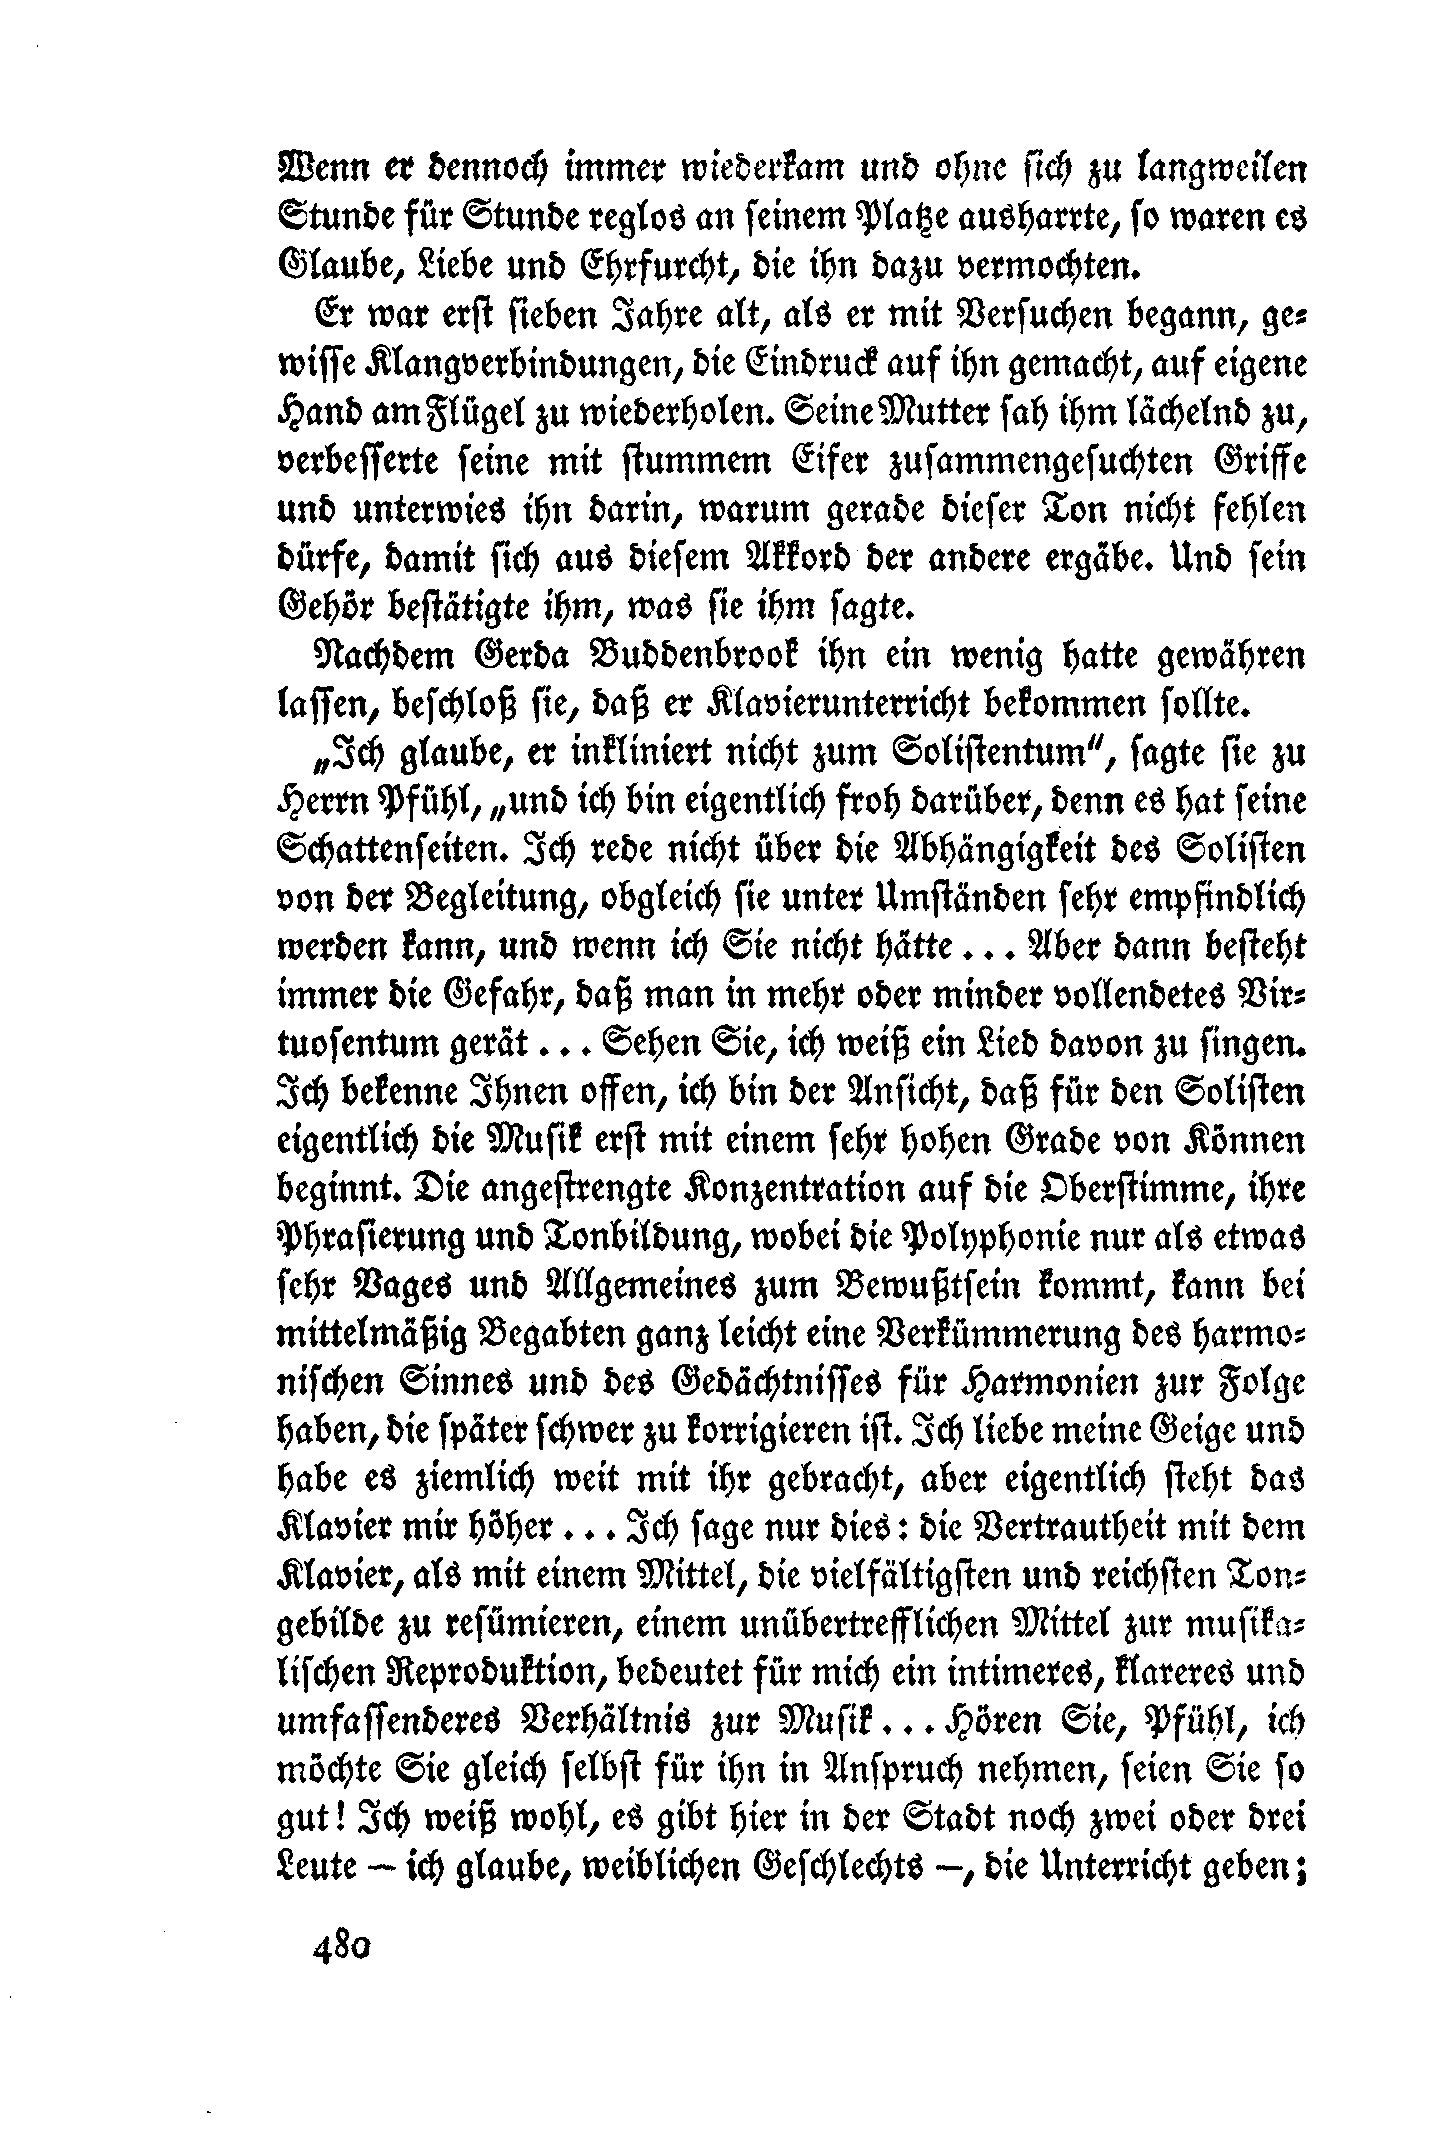 Wenn er dennoch immer wiederkam und ohne sich zu langweilen
Stunde für Stunde reglos an seinem Platze ausharrte, so waren es
Glaube, Liebe und Ehrfurcht, die ihn dazu vermochten.
Er war erst sieben Jahre alt, als er mit Versuchen begann, ge-
wisse Klangverbindungen, die Eindruck auf ihn gemacht, auf eigene
Hand am Flügel zu wiederholen. Seine Mutter sah ihm lächelnd zu,
verbesserte seine mit stummem Eifer zusammengesuchten Griffe
und unterwies ihn darin, warum gerade dieser Ton nicht fehlen
dürfe, damit sich aus diesem Akkord der andere ergäbe. Und sein
Gehör bestätigte ihm, was sie ihm sagte.
Nachdem Gerda Buddenbrook ihn ein wenig hatte gewähren
lassen, beschloß sie, daß er Klavierunterricht bekommen sollte.
„Ich glaube, er inkliniert nicht zum Solistentum“, sagte sie zu
Herrn Pfühl, „und ich bin eigentlich froh darüber, denn es hat seine
Schattenseiten. Ich rede nicht über die Abhängigkeit des Solisten
von der Begleitung, obgleich sie unter Umständen sehr empfindlich
werden kann, und wenn ich Sie nicht hätte ... Aber dann besteht
immer die Gefahr, daß man in mehr oder minder vollendetes Vir-
tuosentum gerät ... Sehen Sie, ich weiß ein Lied davon zu singen.
Ich bekenne Ihnen offen, ich bin der Ansicht, daß für den Solisten
eigentlich die Musik erst mit einem sehr hohen Grade von Können
beginnt. Die angestrengte Konzentration auf die Oberstimme, ihre
Phrasierung und Tonbildung, wobei die Polyphonie nur als etwas
sehr Vages und Allgemeines zum Bewußtsein kommt, kann bei
mittelmäßig Begabten ganz leicht eine Verkümmerung des harmo-
nischen Sinnes und des Gedächtnisses für Harmonien zur Folge
haben, die später schwer zu korrigieren ist. Ich liebe meine Geige und
habe es ziemlich weit mit ihr gebracht, aber eigentlich steht das
Klavier mir höher ... Ich sage nur dies: die Vertrautheit mit dem
Klavier, als mit einem Mittel, die vielfältigsten und reichsten Ton-
gebilde zu resümieren, einem unübertrefflichen Mittel zur musika-
lischen Reproduktion, bedeutet für mich ein intimeres, klareres und
umfassenderes Verhältnis zur Musik ... Hören Sie, Pfühl, ich
möchte Sie gleich selbst für ihn in Anspruch nehmen, seien Sie so
gut! Ich weiß wohl, es gibt hier in der Stadt noch zwei oder drei
Leute — ich glaube, weiblichen Geschlechts —, die Unterricht geben;
480